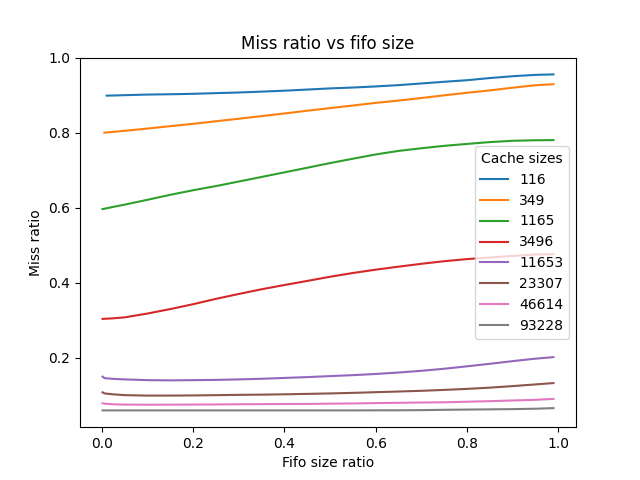 Miss ratio vs fifo size
1.0
0.8
0.6
0.4
0.2
Miss ratio
Cache sizes
116
349
1165
3496
11653
23307
46614
93228
0.0 0.2 0.4 0.6 0.8 1.0
Fifo size ratio